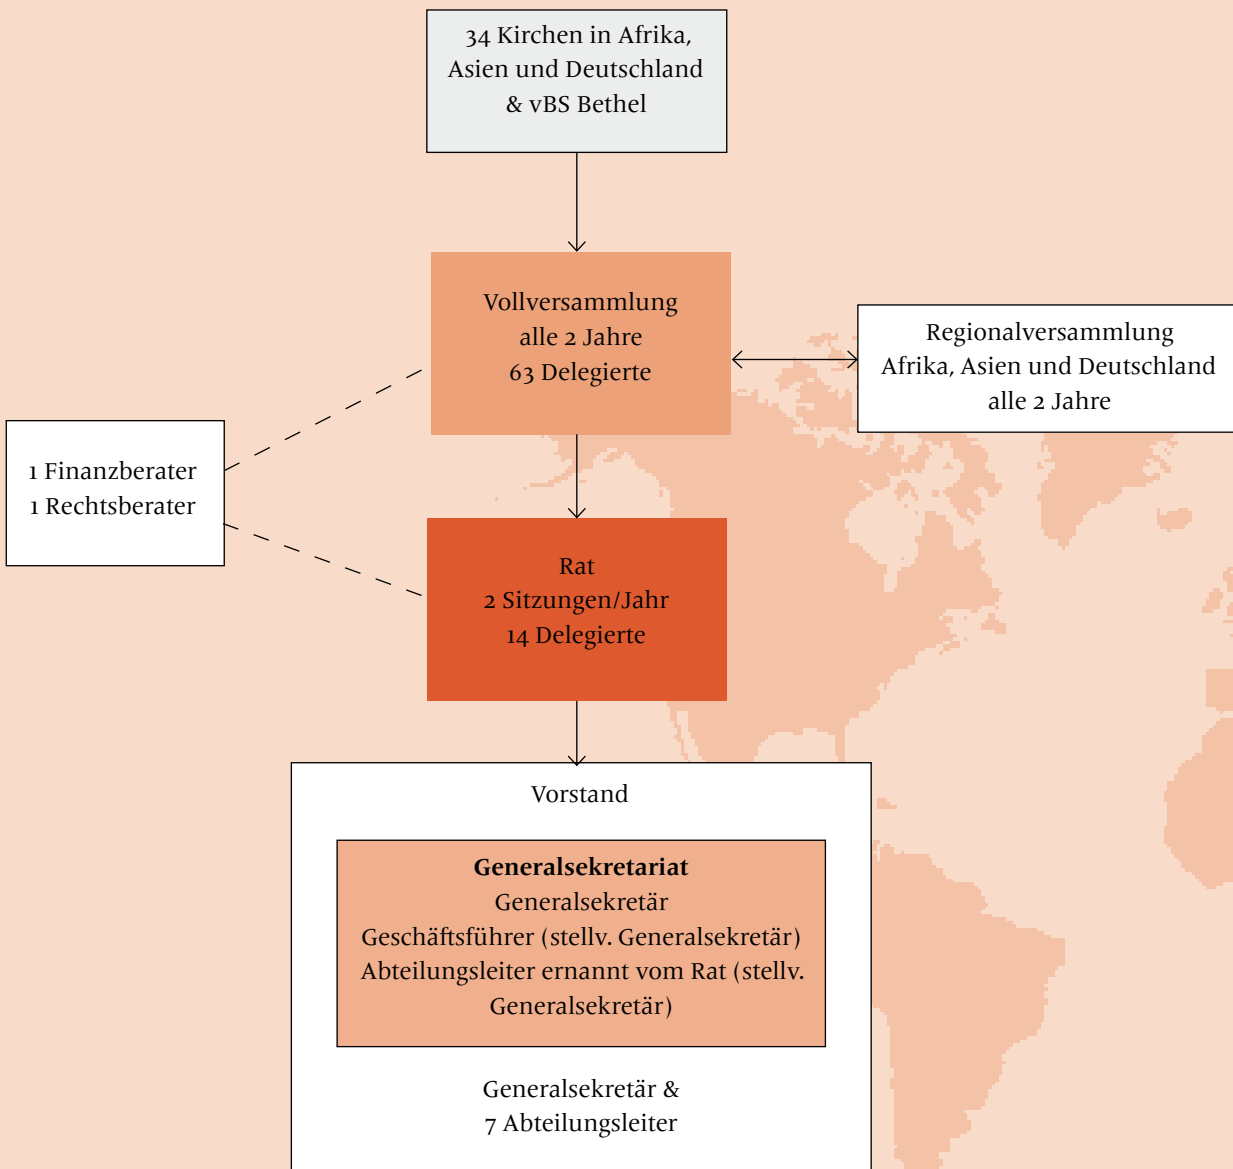 34 Kirchen in Afrika,
Asien und Deutschland
& vBS Bethel
Vollversammlung
alle 2 Jahre
63 Delegierte
Regionalversammlung
Afrika, Asien und Deutschland
alle 2 Jahre
1 Finanzberater
1 Rechtsberater
Rat
2 Sitzungen/Jahr
14 Delegierte
Vorstand
Generalsekretariat
Generalsekretär
Geschäftsführer (stellv. Generalsekretär)
Abteilungsleiter ernannt vom Rat (stellv.
Generalsekretär)
Generalsekretär &
7 Abteilungsleiter